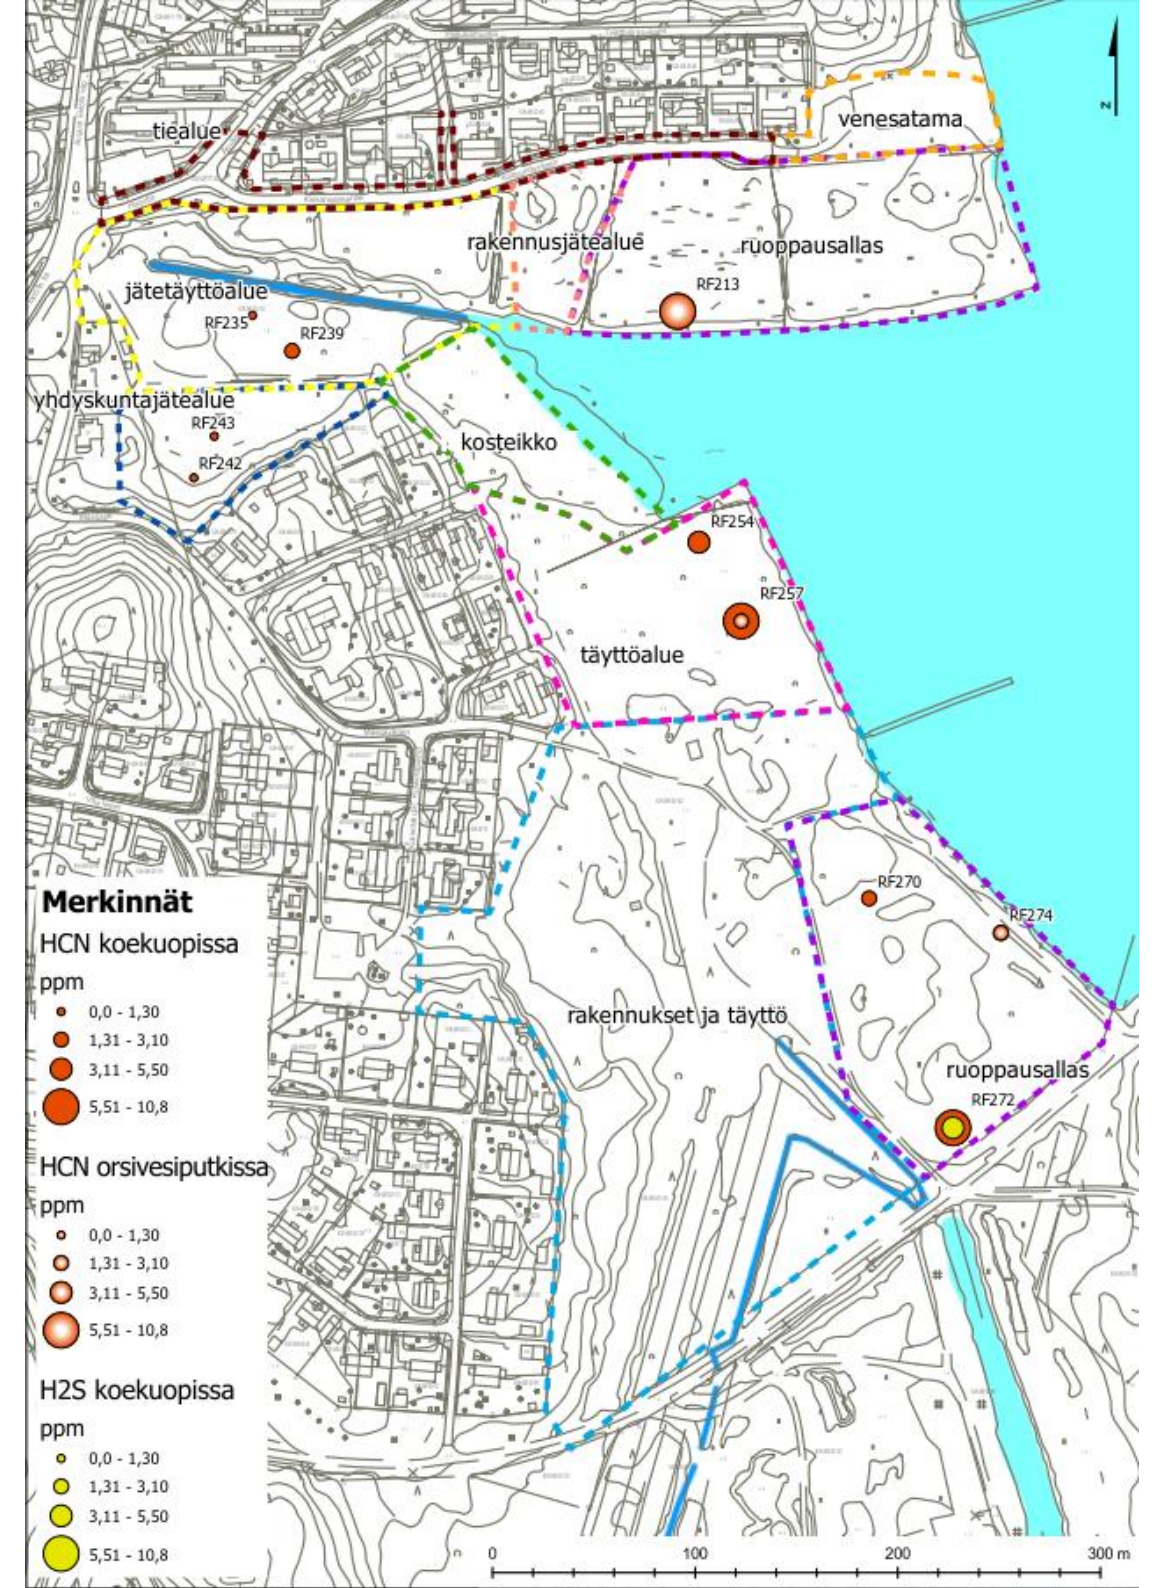 N
venesatama
tiealue
rakennusjätealue
ruoppausallas
RF213
jätetäyttöalue
RF235
RF239
yhdyskuntajätealue
RF243
RF242
kosteikko
RF254
RF257
täyttöalue
RF270
RF274
rakennukset ja täyttö
ruoppausallas
RF272
Merkinnät
HCN koekuopissa
ppm
0,0 - 1,30
1,31 - 3,10
3,11 - 5,50
5,51 - 10,8
HCN orsivesiputkissa
ppm
0,0 - 1,30
1,31 - 3,10
3,11 - 5,50
5,51 - 10,8
H2S koekuopissa
ppm
0,0 - 1,30
1,31 - 3,10
3,11 - 5,50
5,51 - 10,8
0 100 200 300 m